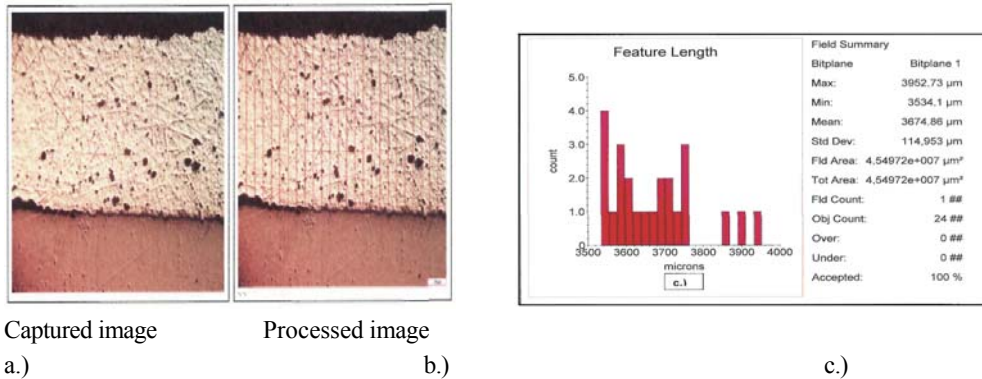 Feature Length
5.0
4.0
3.0
2.0
1.0
0
count
3500 3600 3700 3800 3900 4000
microns
c.)
Field Summary
Bitplane Bitplane 1
Max: 3952,73 µm
Min: 3534,1 µm
Mean: 3674,86 µm
Std Dev: 114,953 µm
Fld Area: 4,54972e+007 µm²
Tot Area: 4,54972e+007 µm²
Fld Count: 1 ##
Obj Count: 24 ##
Over: 0 ##
Under: 0 ##
Accepted: 100 %
Captured image Processed image
a.) b.) c.)